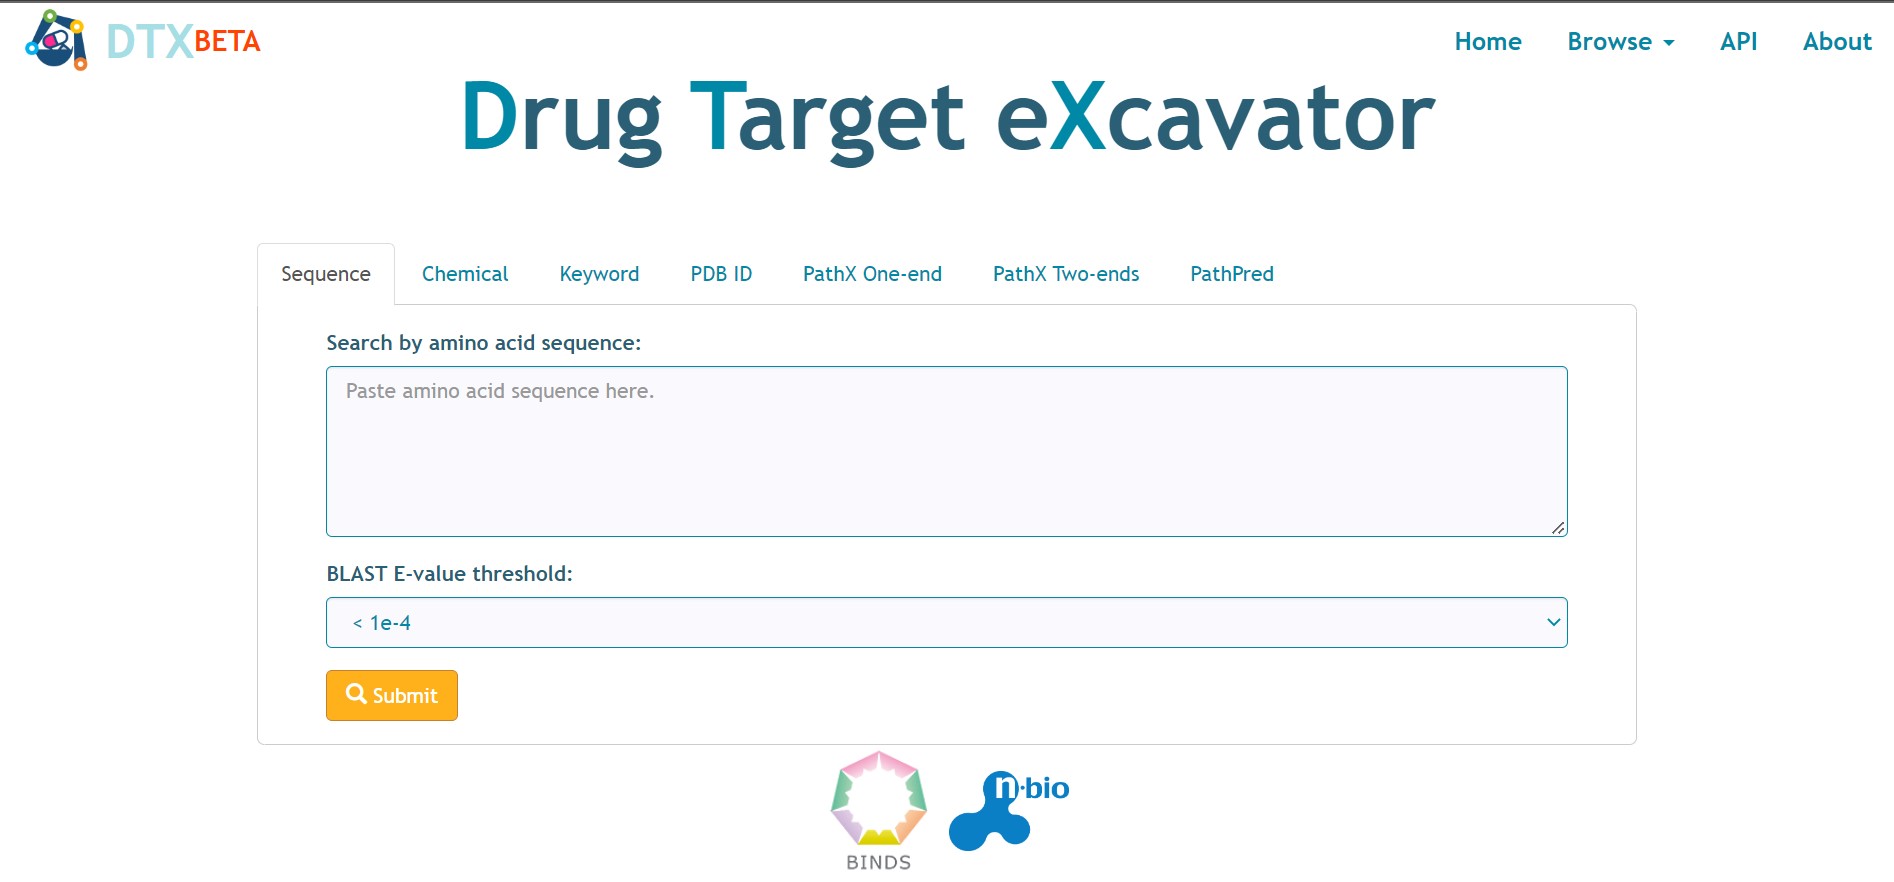 DTXBETA
Home Browse API About
Drug Target eXcavator
Sequence Chemical Keyword PDB ID PathX One-end PathX Two-ends PathPred
Search by amino acid sequence:
Paste amino acid sequence here.
BLAST E-value threshold:
< 1e-4
Submit
BINDS
n·bio